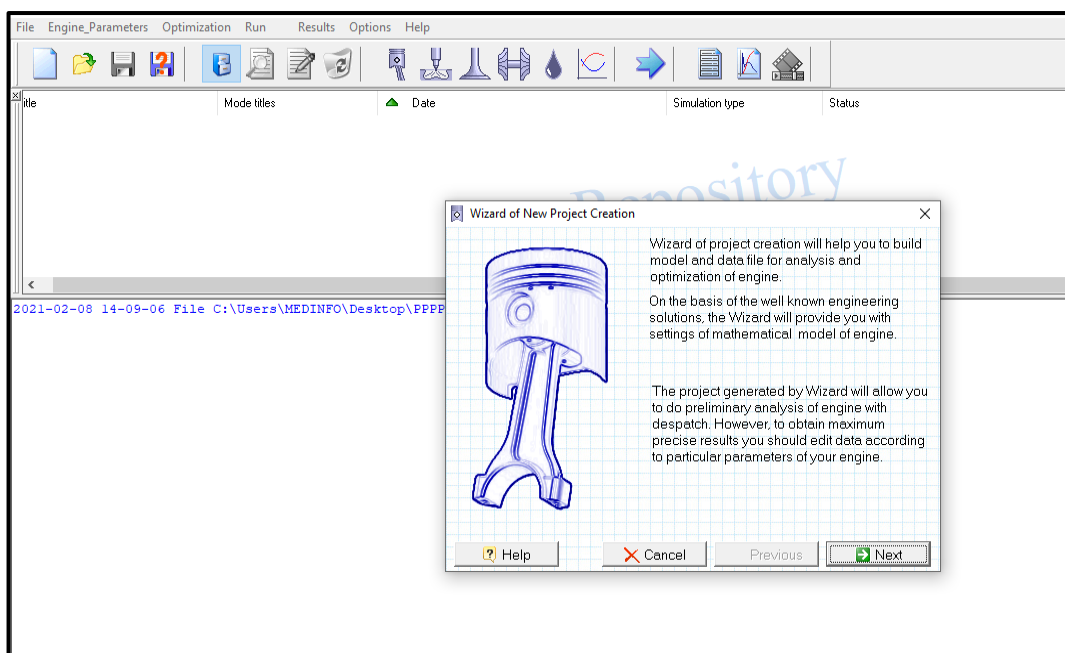 File Engine_Parameters Optimization Run Results Options Help
itle Mode titles Date Simulation type Status
Repository
Wizard of New Project Creation
Wizard of project creation will help you to build
model and data file for analysis and
optimization of engine.
On the basis of the well known engineering
solutions, the Wizard will provide you with
settings of mathematical model of engine.
2021-02-08 14-09-06 File C:\Users\MEDINFO\Desktop\PPPP
The project generated by Wizard will allow you
to do preliminary analysis of engine with
despatch. However, to obtain maximum
precise results you should edit data according
to particular parameters of your engine.
Help Cancel Previous Next